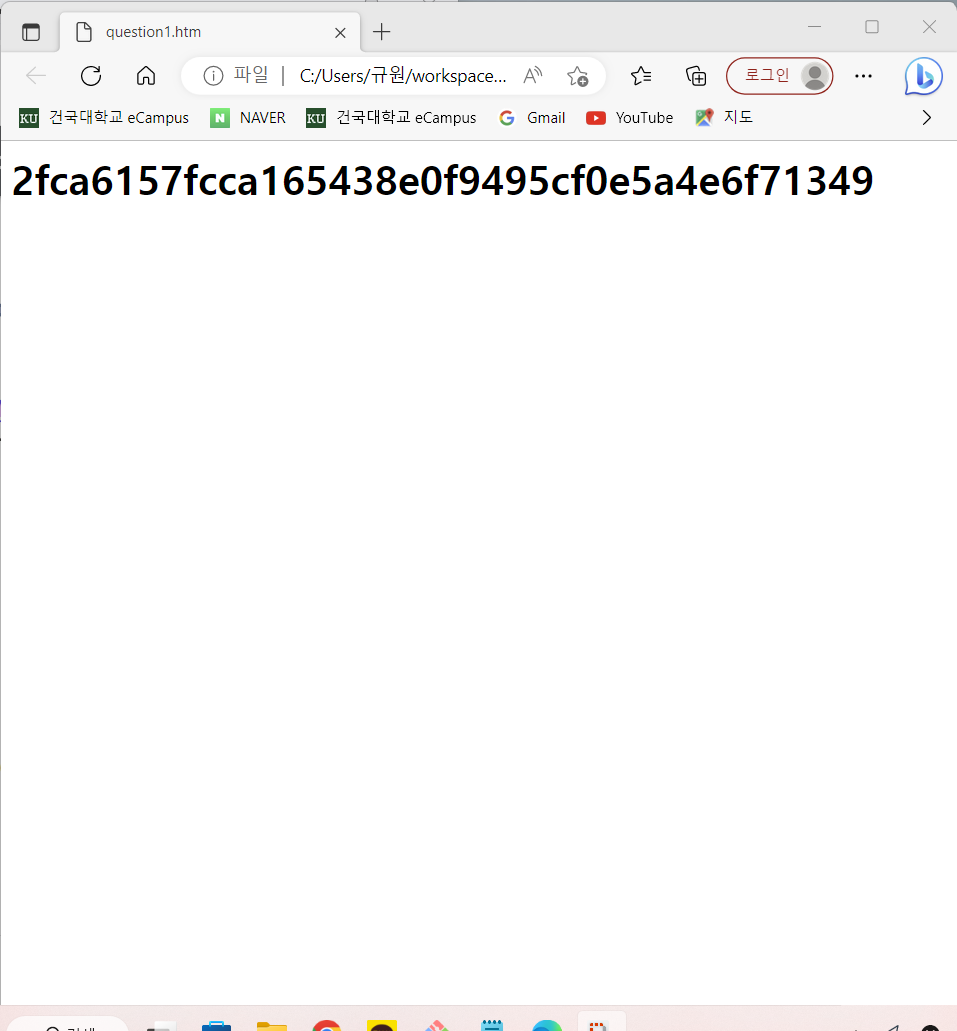 question1.htm
파일 | C:/Users/규원/workspace... A 로그인
KU 건국대학교 eCampus N NAVER KU 건국대학교 eCampus G Gmail YouTube 지도
2fca6157fcca165438e0f9495cf0e5a4e6f71349